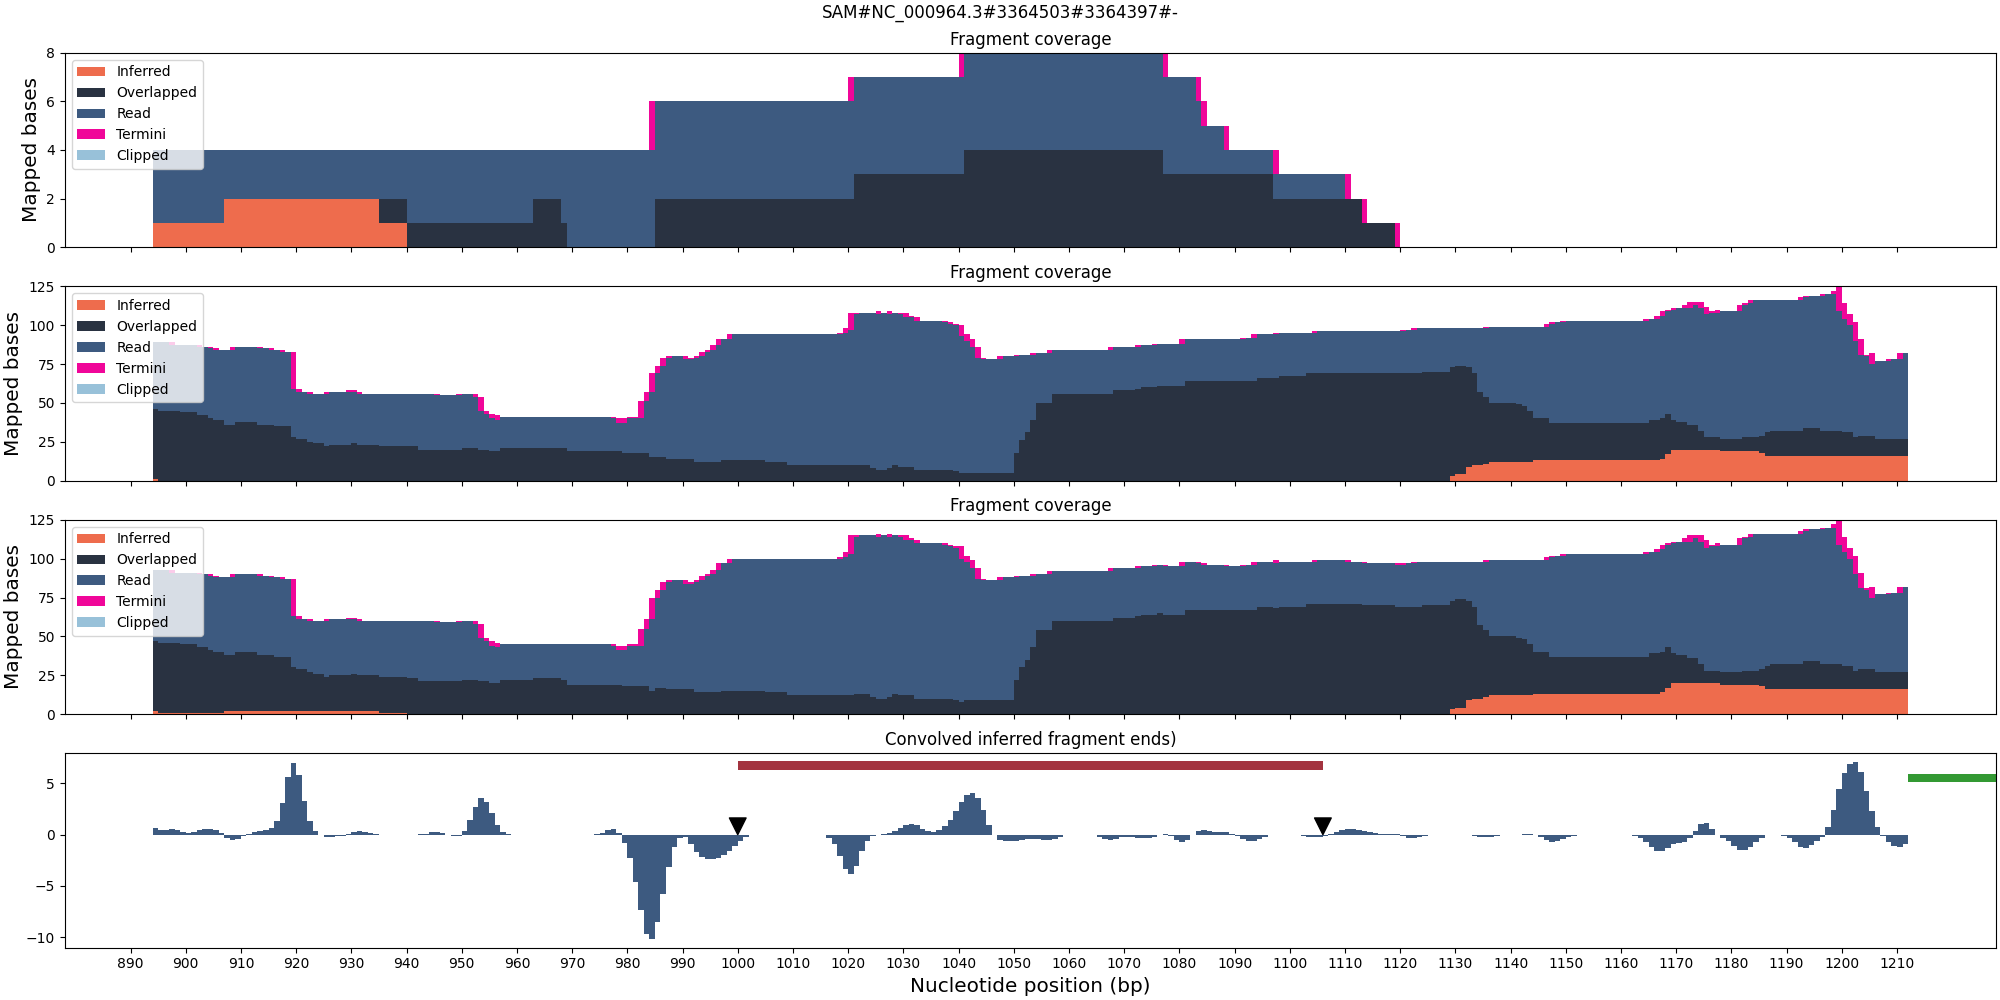 SAM#NC_000964.3#3364503#3364397#-
Fragment coverage
Mapped bases
8
6
4
2
0
Inferred
Overlapped
Read
Termini
Clipped
Fragment coverage
Mapped bases
125
100
75
50
25
0
Inferred
Overlapped
Read
Termini
Clipped
Fragment coverage
Mapped bases
125
100
75
50
25
0
Inferred
Overlapped
Read
Termini
Clipped
Convolved inferred fragment ends)
5
0
−5
−10
890 900 910 920 930 940 950 960 970 980 990 1000 1010 1020 1030 1040 1050 1060 1070 1080 1090 1100 1110 1120 1130 1140 1150 1160 1170 1180 1190 1200 1210
Nucleotide position (bp)